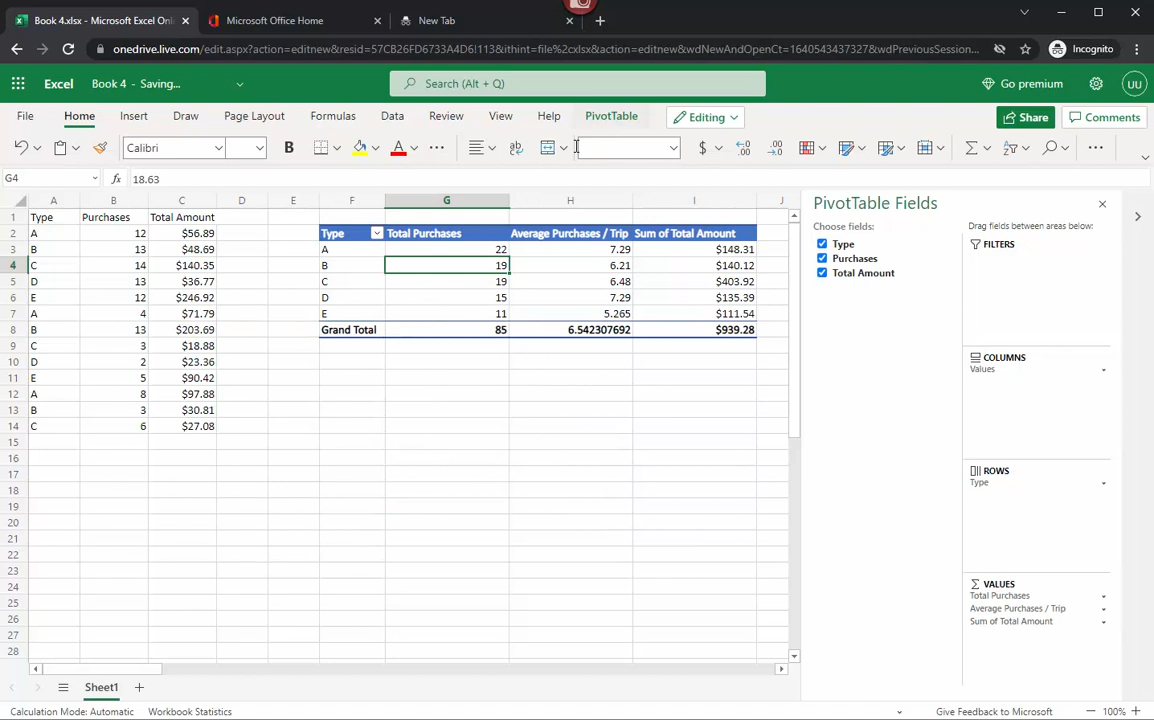 Book 4.xlsx - Microsoft Excel Onli
Microsoft Office Home
New Tab
onedrive.live.com/edit.aspx?action=editnew&resid=57CB26FD6733A4D6!113&ithint=file%2cxlsx&action=editnew&wdNewAndOpenCt=1640543437327&wdPreviousSession...
Incognito
Excel
Book 4 - Saving...
Search (Alt + Q)
Go premium
UU
File Home Insert Draw Page Layout Formulas Data Review View Help PivotTable Editing Share Comments
Calibri B A $ .00
G4 fx 18.63
A B C D E F G H I J
1 Type Purchases Total Amount
2 A 12 $56.89 Type Total Purchases Average Purchases / Trip Sum of Total Amount
3 B 13 $48.69 A 22 7.29 $148.31
4 C 14 $140.35 B 19 6.21 $140.12
5 D 13 $36.77 C 19 6.48 $403.92
6 E 12 $246.92 D 15 7.29 $135.39
7 A 4 $71.79 E 11 5.265 $111.54
8 B 13 $203.69 Grand Total 85 6.542307692 $939.28
9 C 3 $18.88
10 D 2 $23.36
11 E 5 $90.42
12 A 8 $97.88
13 B 3 $30.81
14 C 6 $27.08
15
16
17
18
19
20
21
22
23
24
25
26
27
28
PivotTable Fields
Choose fields:
Type
Purchases
Total Amount
Drag fields between areas below:
FILTERS
COLUMNS
Values
ROWS
Type
VALUES
Total Purchases
Average Purchases / Trip
Sum of Total Amount
Sheet1
Calculation Mode: Automatic Workbook Statistics
Give Feedback to Microsoft 100%